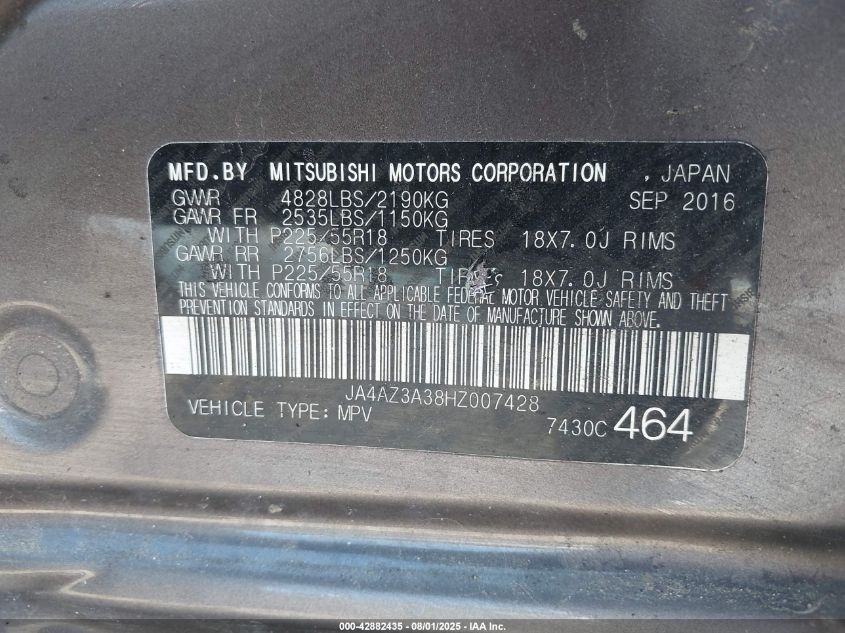 MFD.BY MITSUBISHI MOTORS CORPORATION , JAPAN
GVWR 4828LBS/2190KG SEP 2016
GAWR FR 2535LBS/1150KG
WITH P225/55R18 TIRES 18X7.0J RIMS
GAWR RR 2756LBS/1250KG
WITH P225/55R18 TIRES 18X7.0J RIMS
THIS VEHICLE CONFORMS TO ALL APPLICABLE FEDERAL MOTOR VEHICLE SAFETY AND THEFT
PREVENTION STANDARDS IN EFFECT ON THE DATE OF MANUFACTURE SHOWN ABOVE.
JA4AZ3A38HZ007428
VEHICLE TYPE: MPV 7430C 464
000-42882435 - 08/01/2025 - IAA Inc.